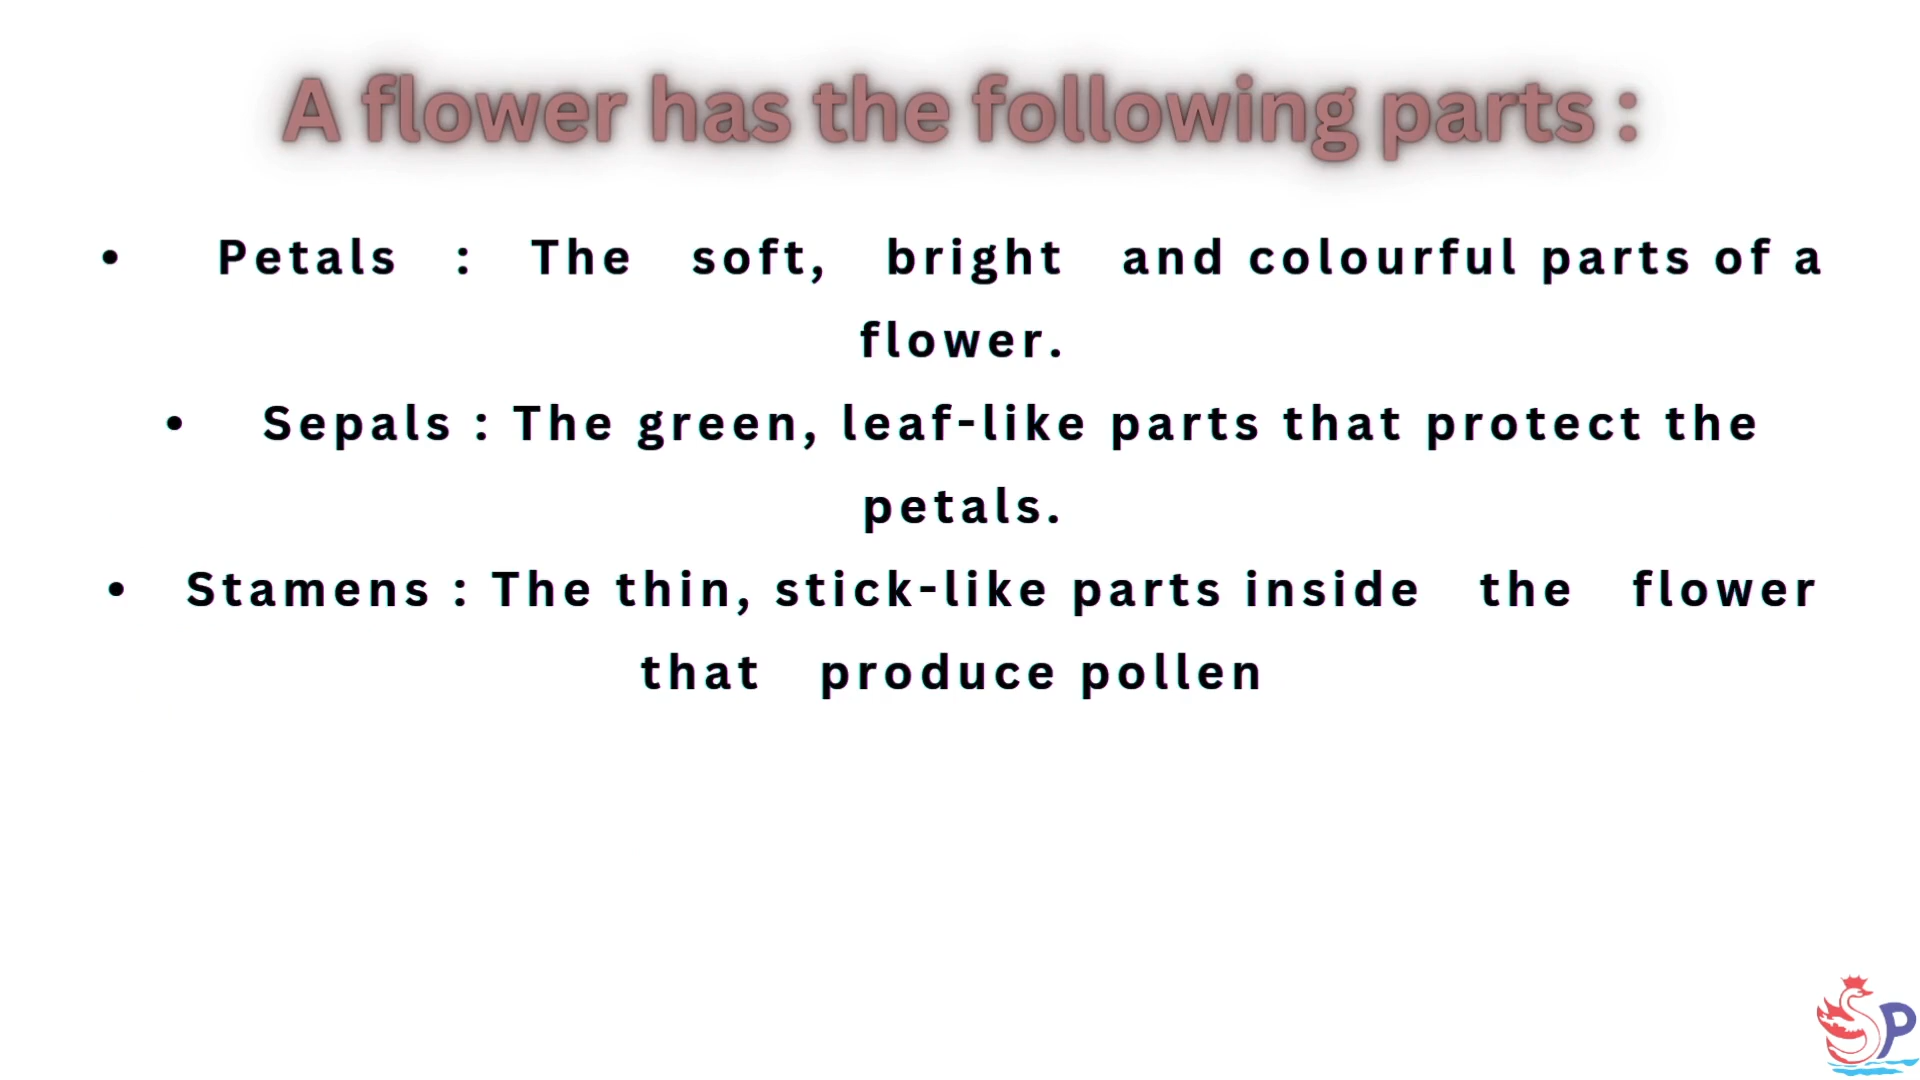 A flower has the following parts :
• Petals : The soft, bright and colourful parts of a
flower.
• Sepals : The green, leaf-like parts that protect the
petals.
• Stamens : The thin, stick-like parts inside the flower
that produce pollen
SP